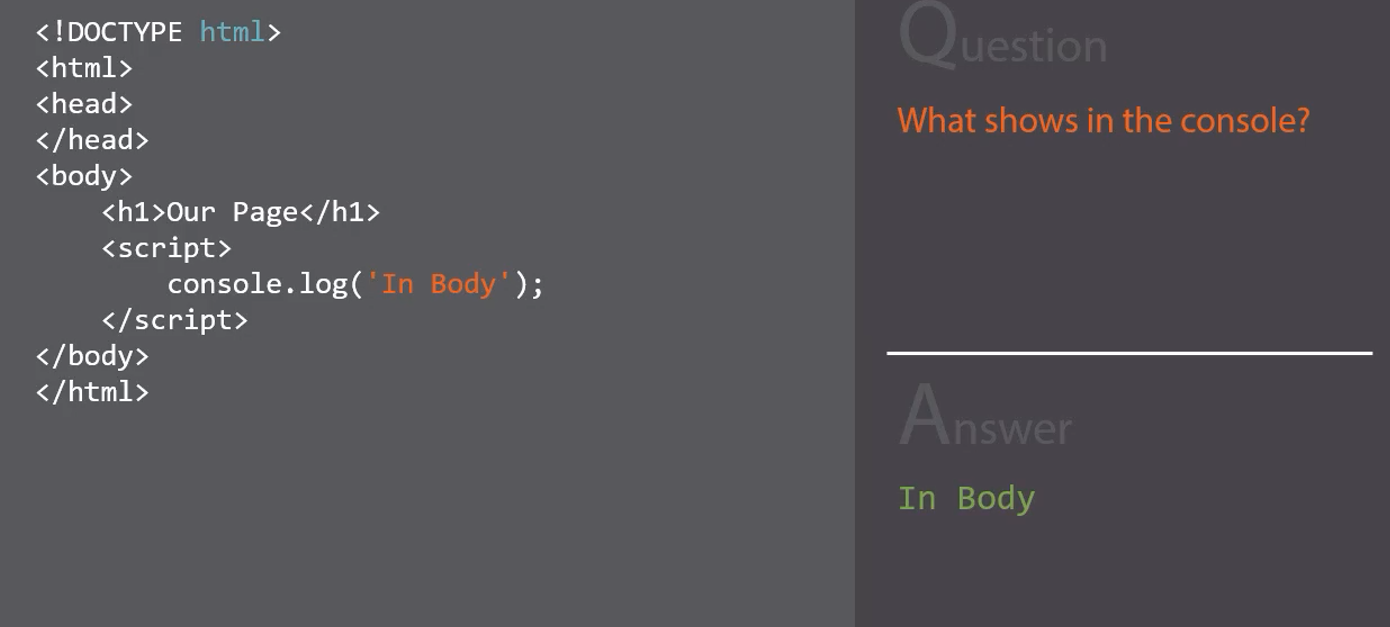 <!DOCTYPE html>
<html>
<head>
</head>
<body>
    <h1>Our Page</h1>
    <script>
        console.log('In Body');
    </script>
</body>
</html>
Question
What shows in the console?
Answer
In Body